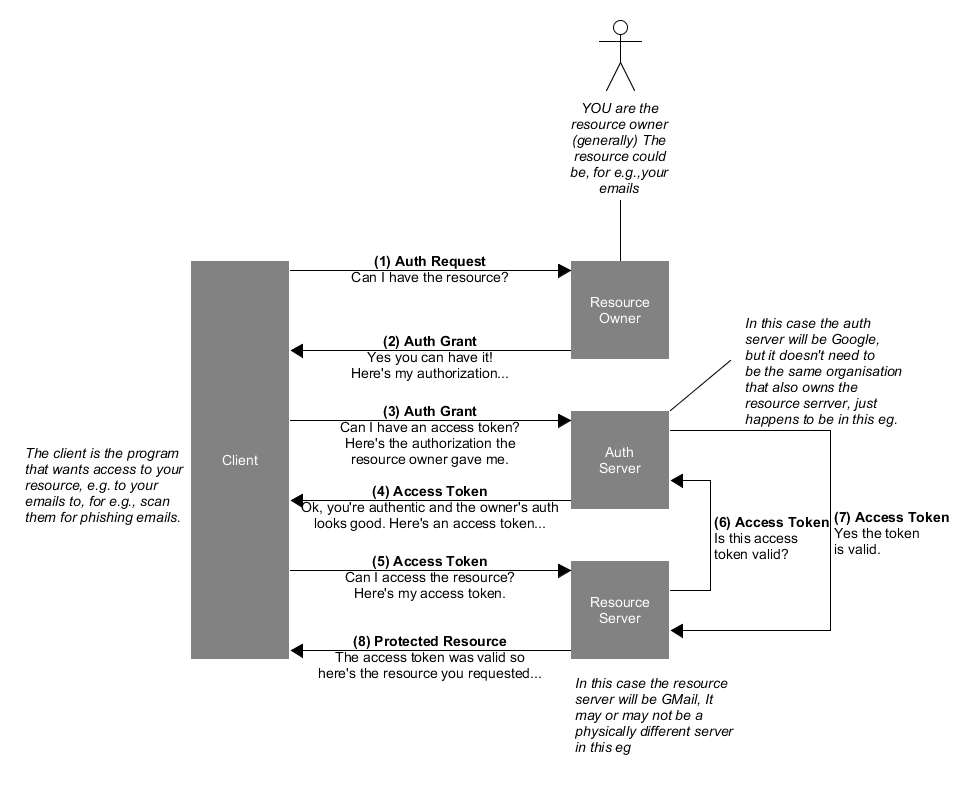 YOU are the
resource owner
(generally) The
resource could
be, for e.g.,your
emails
(1) Auth Request
Can I have the resource?
Resource
Owner
(2) Auth Grant
Yes you can have it!
Here's my authorization...
In this case the auth
server will be Google,
but it doesn't need to
be the same organisation
that also owns the
resource serrver, just
happens to be in this eg.
(3) Auth Grant
Can I have an access token?
Here's the authorization the
resource owner gave me.
Auth
Server
The client is the program
that wants access to your
resource, e.g. to your
emails to, for e.g., scan
them for phishing emails.
Client
(4) Access Token
Ok, you're authentic and the owner's auth
looks good. Here's an access token...
(6) Access Token
Is this access
token valid?
(7) Access Token
Yes the token
is valid.
(5) Access Token
Can I access the resource?
Here's my access token.
Resource
Server
(8) Protected Resource
The access token was valid so
here's the resource you requested...
In this case the resource
server will be GMail, It
may or may not be a
physically different server
in this eg